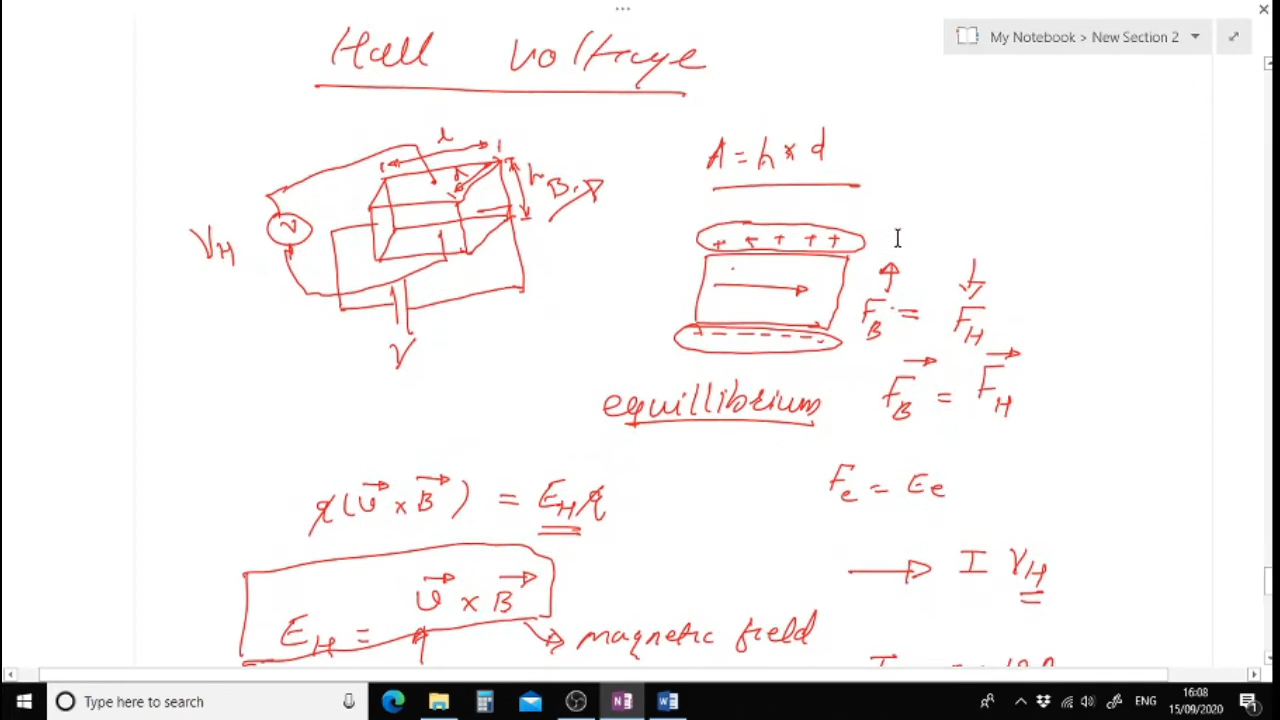 My Notebook > New Section 2
Hall voltage
l
d
h
B
V_H
V
A = h × d
+ + + + +
- - - - - -
F_B = F_H
F_B = F_H
equillibrium
F_e = Ee
q(v × B) = E_H q
I V_H
E_H = v × B
magnetic field
Type here to search
ENG
16:08
15/09/2020
1